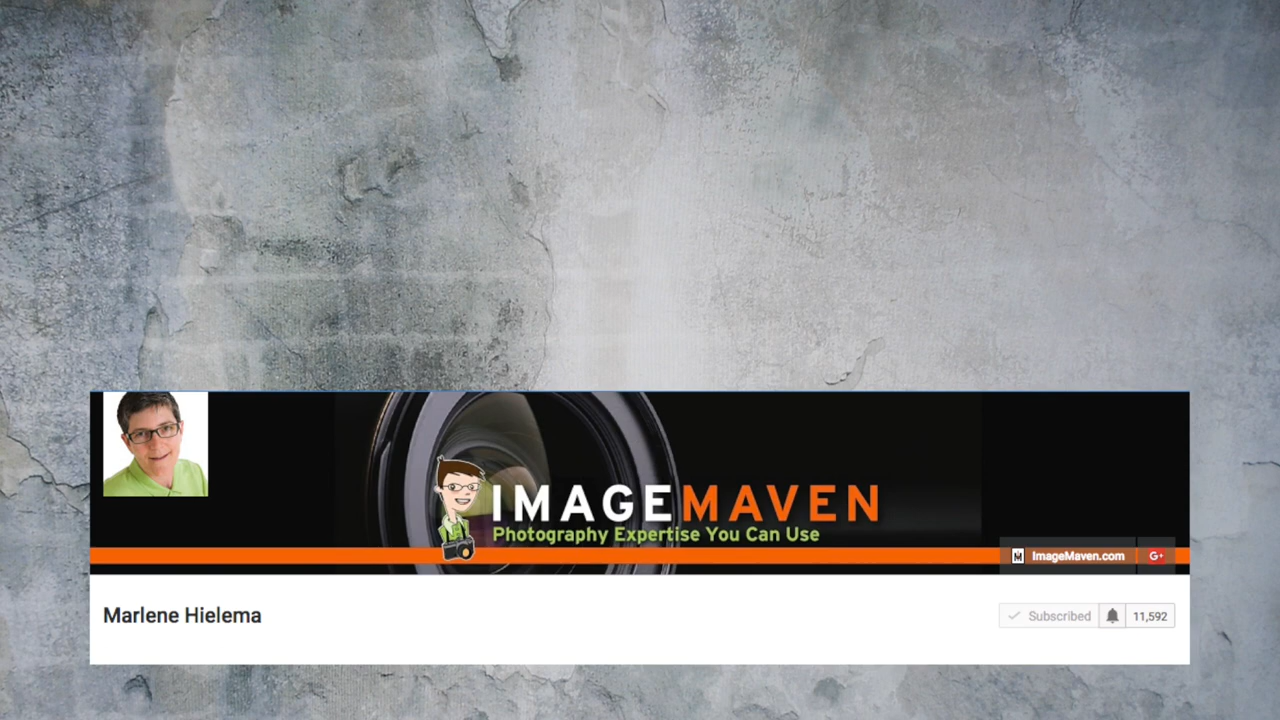 IMAGEMAVEN
Photography Expertise You Can Use
M ImageMaven.com G+
Marlene Hielema
Subscribed 11,592